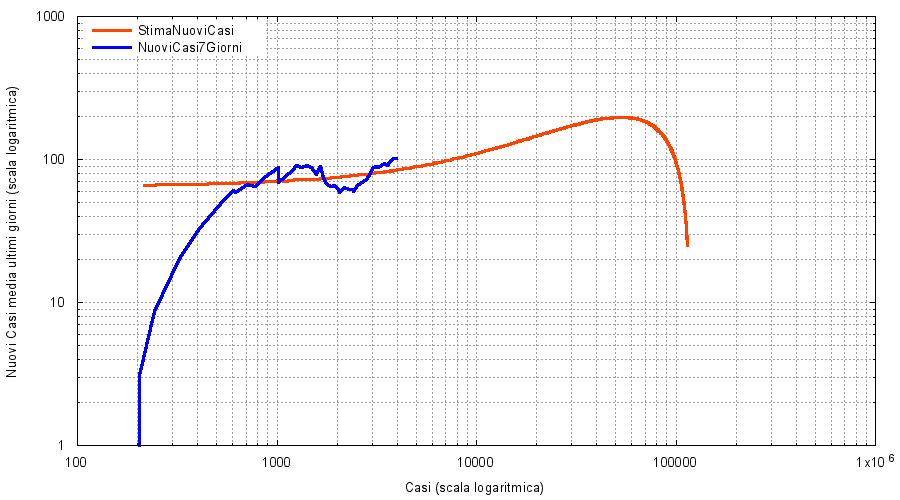 1000
StimaNuoviCasi
NuoviCasi7Giorni
100
10
1
Nuovi Casi media ultimi giorni (scala logaritmica)
100
1000
10000
100000
1x10 6
Casi (scala logaritmica)